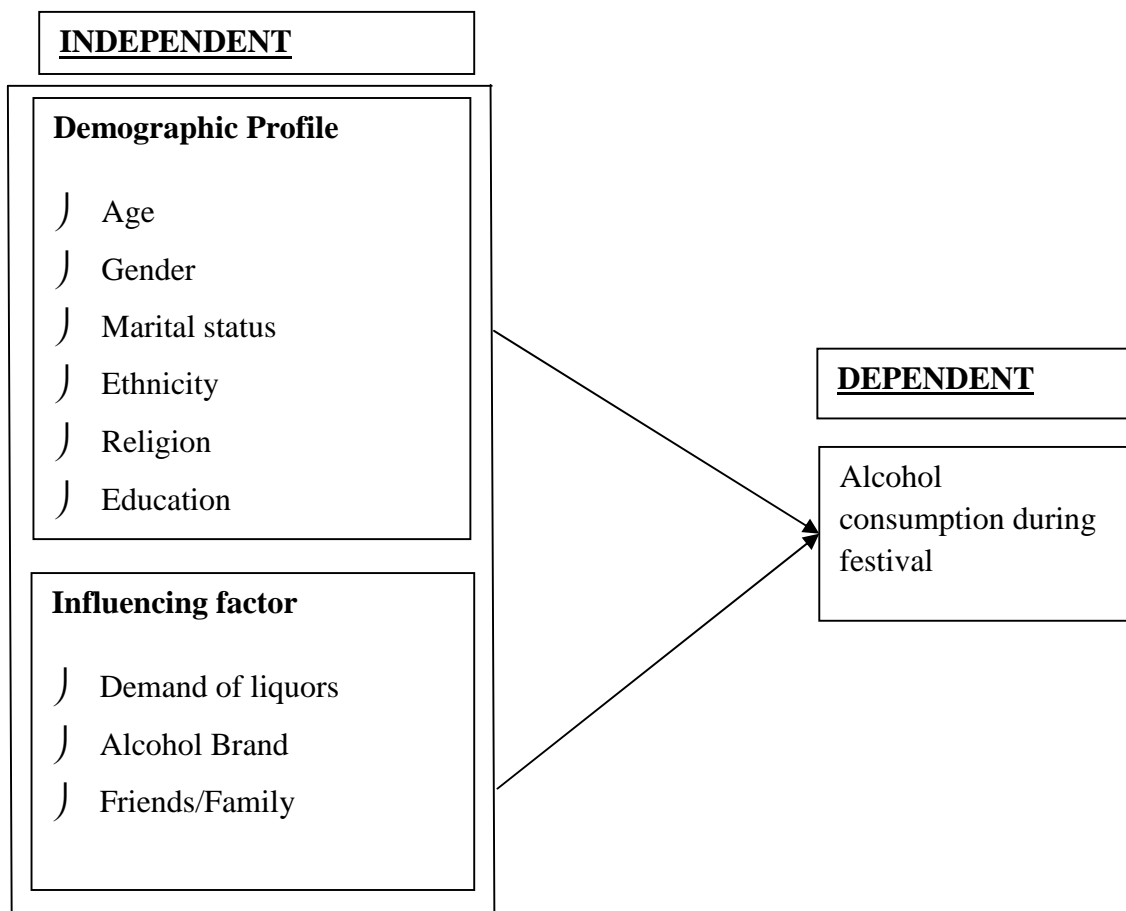 INDEPENDENT
Demographic Profile
Age
Gender
Marital status
Ethnicity
Religion
Education
Influencing factor
Demand of liquors
Alcohol Brand
Friends/Family
DEPENDENT
Alcohol
consumption during
festival